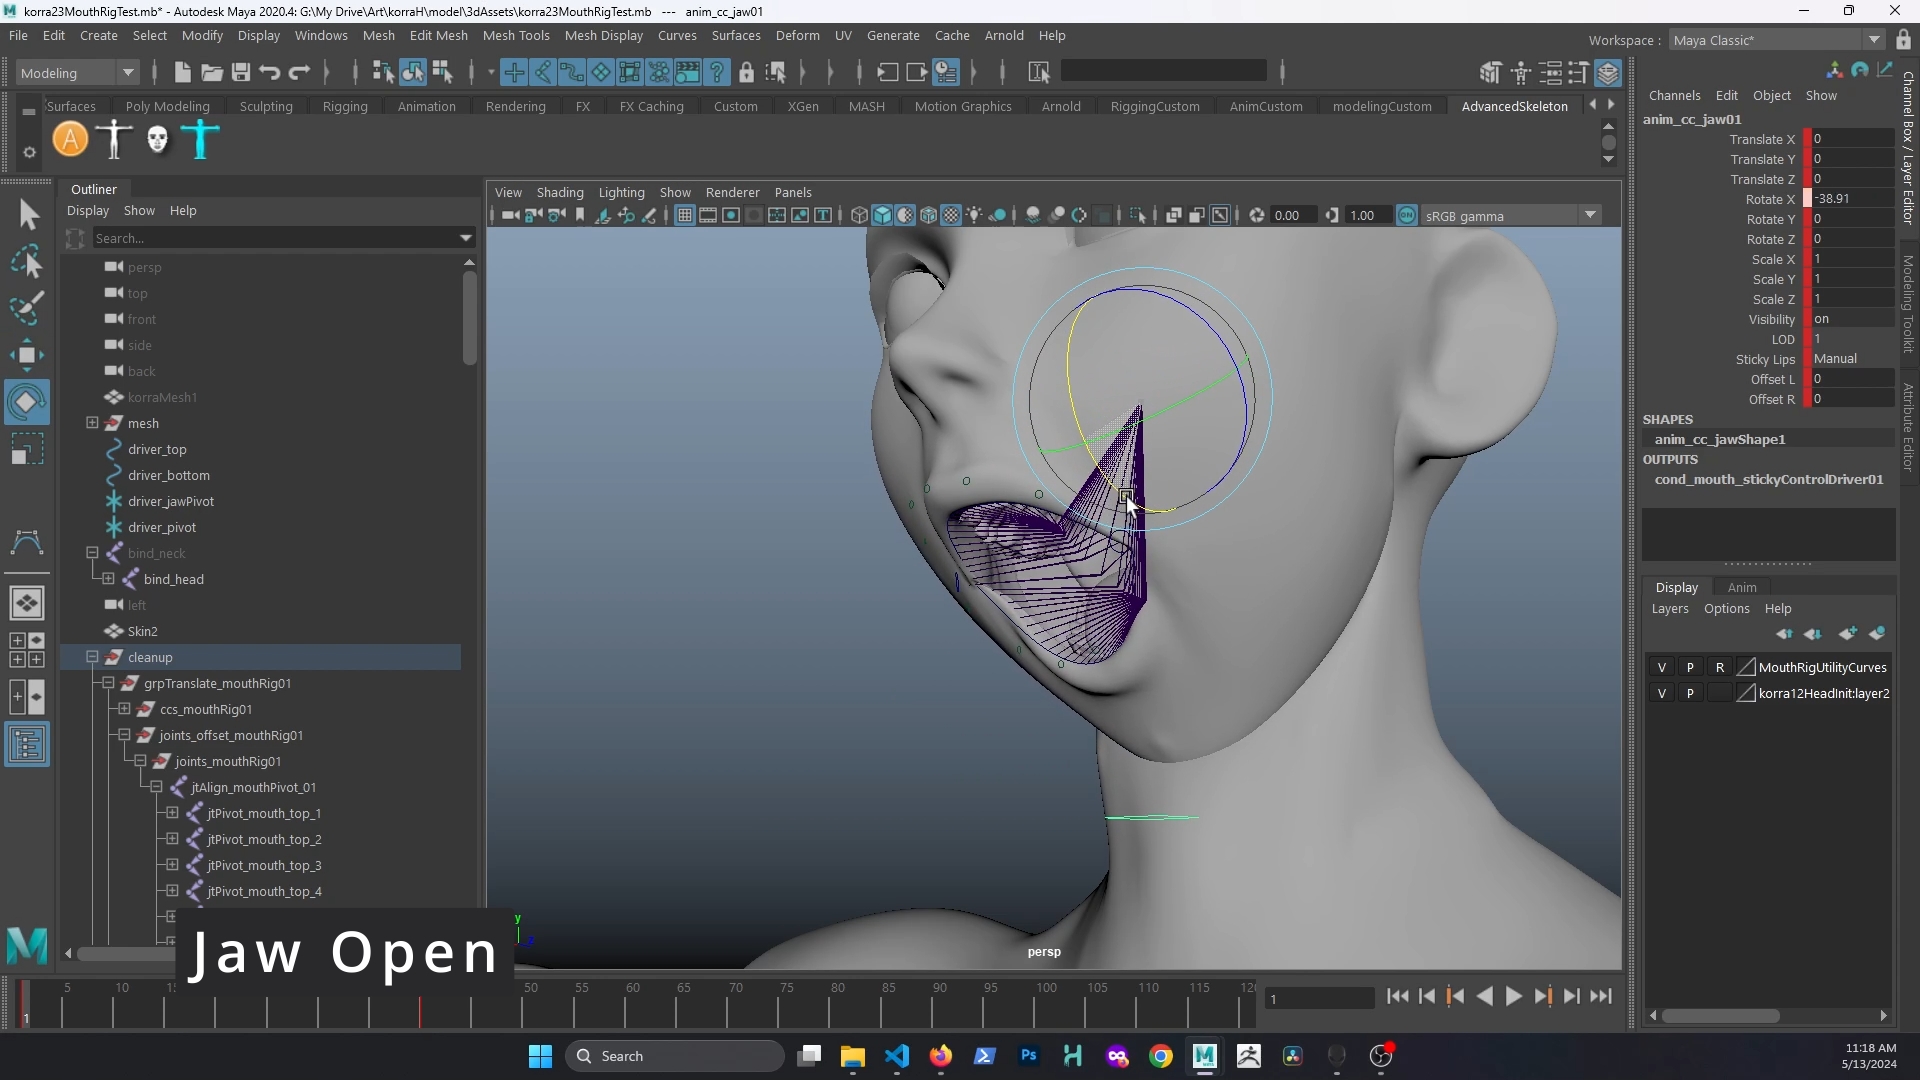 korra23MouthRigTest.mb* - Autodesk Maya 2020.4: G:\My Drive\Art\korraH\model\3dAssets\korra23MouthRigTest.mb --- anim_cc_jaw01
File Edit Create Select Modify Display Windows Mesh Edit Mesh Mesh Tools Mesh Display Curves Surfaces Deform UV Generate Cache Arnold Help
Workspace : Maya Classic*
Modeling
Surfaces Poly Modeling Sculpting Rigging Animation Rendering FX FX Caching Custom XGen MASH Motion Graphics Arnold RiggingCustom AnimCustom modelingCustom AdvancedSkeleton
Outliner
Display Show Help
Search...
persp
top
front
side
back
korraMesh1
mesh
driver_top
driver_bottom
driver_jawPivot
driver_pivot
bind_neck
bind_head
left
Skin2
cleanup
grpTranslate_mouthRig01
ccs_mouthRig01
joints_offset_mouthRig01
joints_mouthRig01
jtAlign_mouthPivot_01
jtPivot_mouth_top_1
jtPivot_mouth_top_2
jtPivot_mouth_top_3
jtPivot_mouth_top_4
View Shading Lighting Show Renderer Panels
0.00 1.00 ON sRGB gamma
y
persp
Jaw Open
Channels Edit Object Show
anim_cc_jaw01
Translate X 0
Translate Y 0
Translate Z 0
Rotate X -38.91
Rotate Y 0
Rotate Z 0
Scale X 1
Scale Y 1
Scale Z 1
Visibility on
LOD 1
Sticky Lips Manual
Offset L 0
Offset R 0
SHAPES
anim_cc_jawShape1
OUTPUTS
cond_mouth_stickyControlDriver01
Display Anim
Layers Options Help
V P R MouthRigUtilityCurves
V P korra12HeadInit:layer2
Channel Box / Layer Editor
Modeling Toolkit
Attribute Editor
5 10 15 50 55 60 65 70 75 80 85 90 95 100 105 110 115 12
1
1
Search
Ps
11:18 AM
5/13/2024